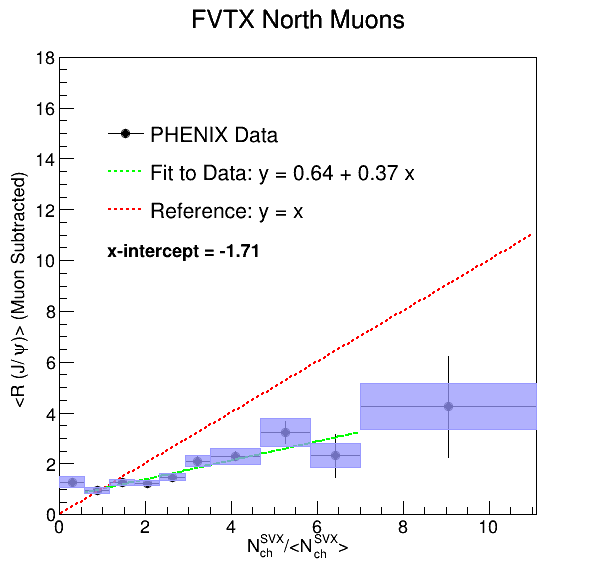 FVTX North Muons
<R (J/ψ)> (Muon Subtracted)
18
16
14
12
10
8
6
4
2
0
PHENIX Data
Fit to Data: y = 0.64 + 0.37 x
Reference: y = x
x-intercept = -1.71
0 2 4 6 8 10
N_ch^SVX/<N_ch^SVX>